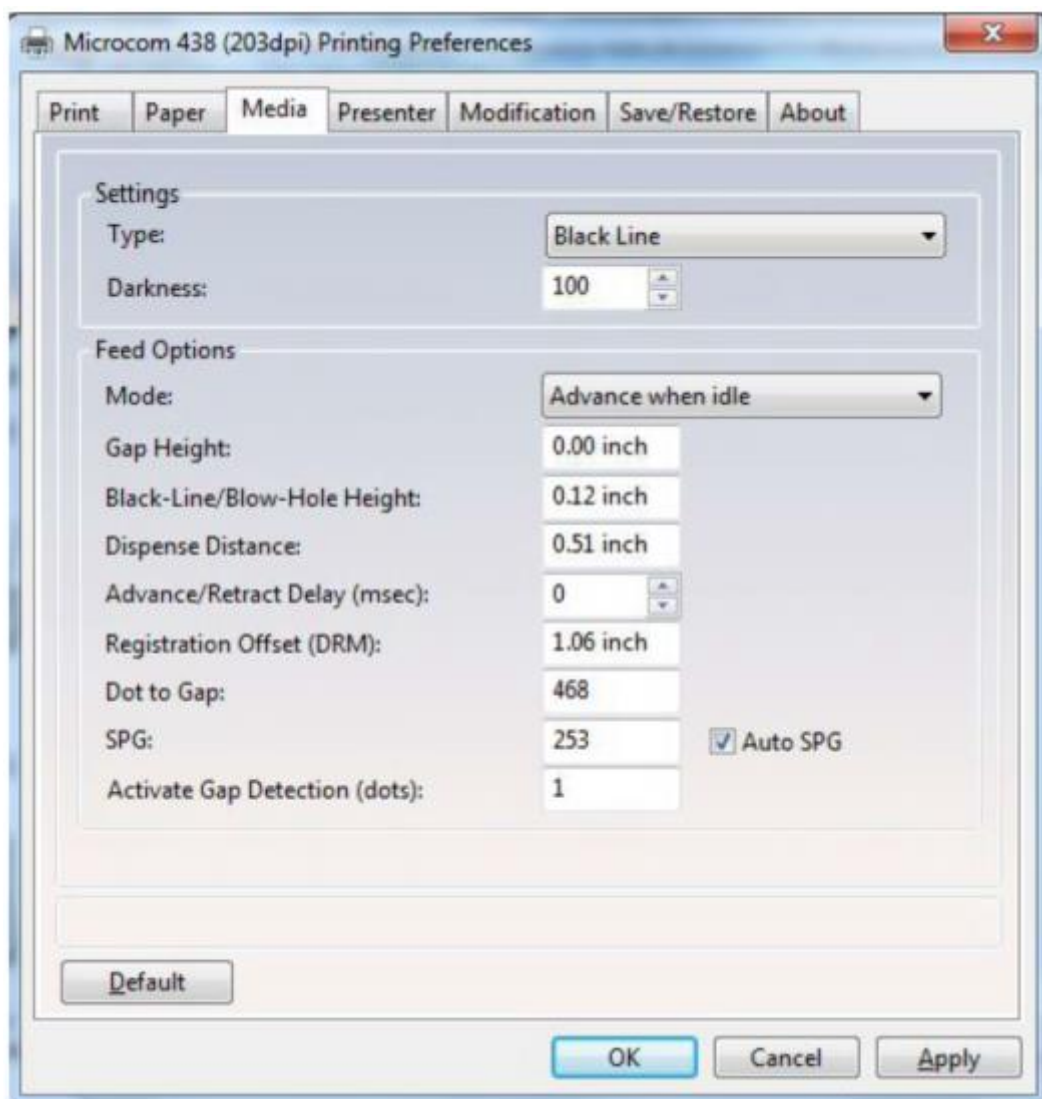 Microcom 438 (203dpi) Printing Preferences
Print Paper Media Presenter Modification Save/Restore About
Settings
Type: Black Line
Darkness: 100
Feed Options
Mode: Advance when idle
Gap Height: 0.00 inch
Black-Line/Blow-Hole Height: 0.12 inch
Dispense Distance: 0.51 inch
Advance/Retract Delay (msec): 0
Registration Offset (DRM): 1.06 inch
Dot to Gap: 468
SPG: 253 Auto SPG
Activate Gap Detection (dots): 1
Default
OK Cancel Apply